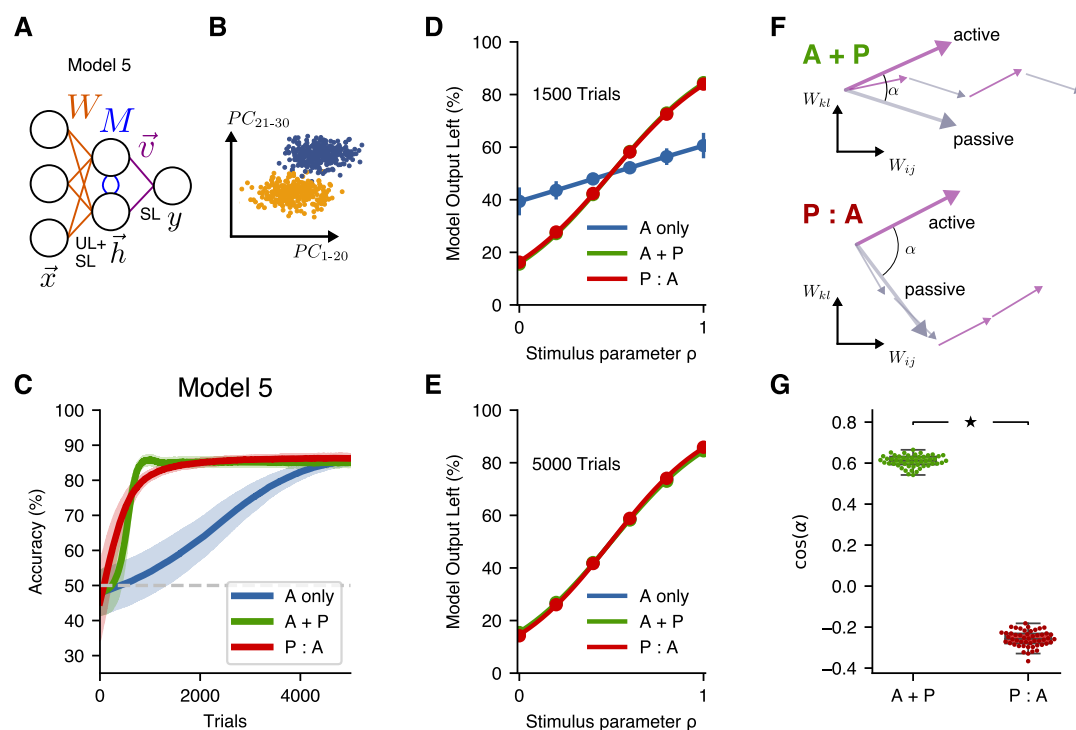 A
Model 5
W
M
v⃗
SL
y
UL+
SL
h⃗
x⃗
B
PC21-30
PC1-20
C
Model 5
100
90
80
70
60
50
40
30
Accuracy (%)
A only
A + P
P : A
0
2000
4000
Trials
D
100
80
60
40
20
0
Model Output Left (%)
1500 Trials
A only
A + P
P : A
0
1
Stimulus parameter ρ
E
100
80
60
40
20
0
Model Output Left (%)
5000 Trials
A only
A + P
P : A
0
1
Stimulus parameter ρ
F
A + P
active
α
passive
Wkl
Wij
P : A
active
α
passive
Wkl
Wij
G
0.8
0.6
0.4
0.2
0.0
−0.2
−0.4
cos(α)
★
A + P
P : A